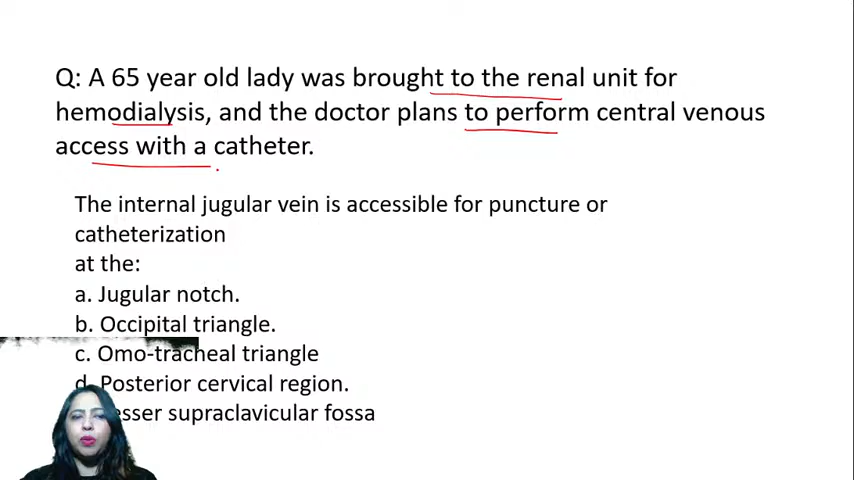 Q: A 65 year old lady was brought to the renal unit for
hemodialysis, and the doctor plans to perform central venous
access with a catheter.
The internal jugular vein is accessible for puncture or
catheterization
at the:
a. Jugular notch.
b. Occipital triangle.
c. Omo-tracheal triangle
d. Posterior cervical region.
supraclavicular fossa